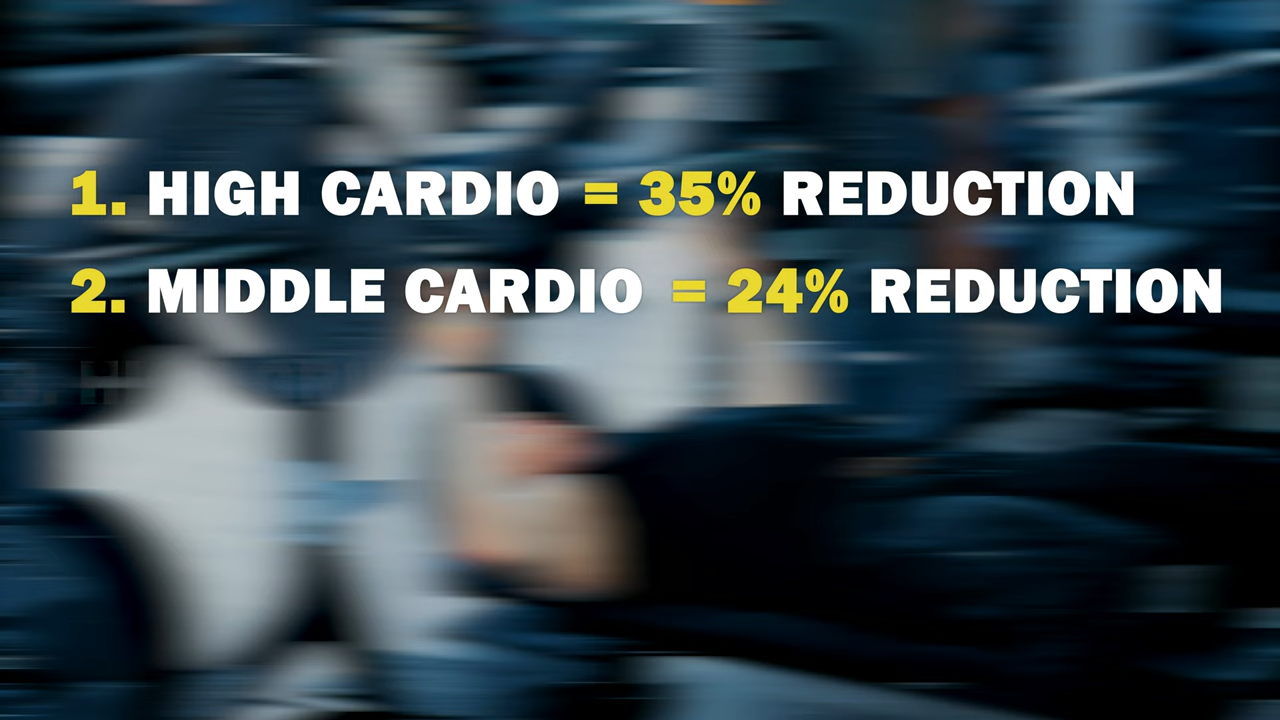 1. HIGH CARDIO = 35% REDUCTION
2. MIDDLE CARDIO = 24% REDUCTION